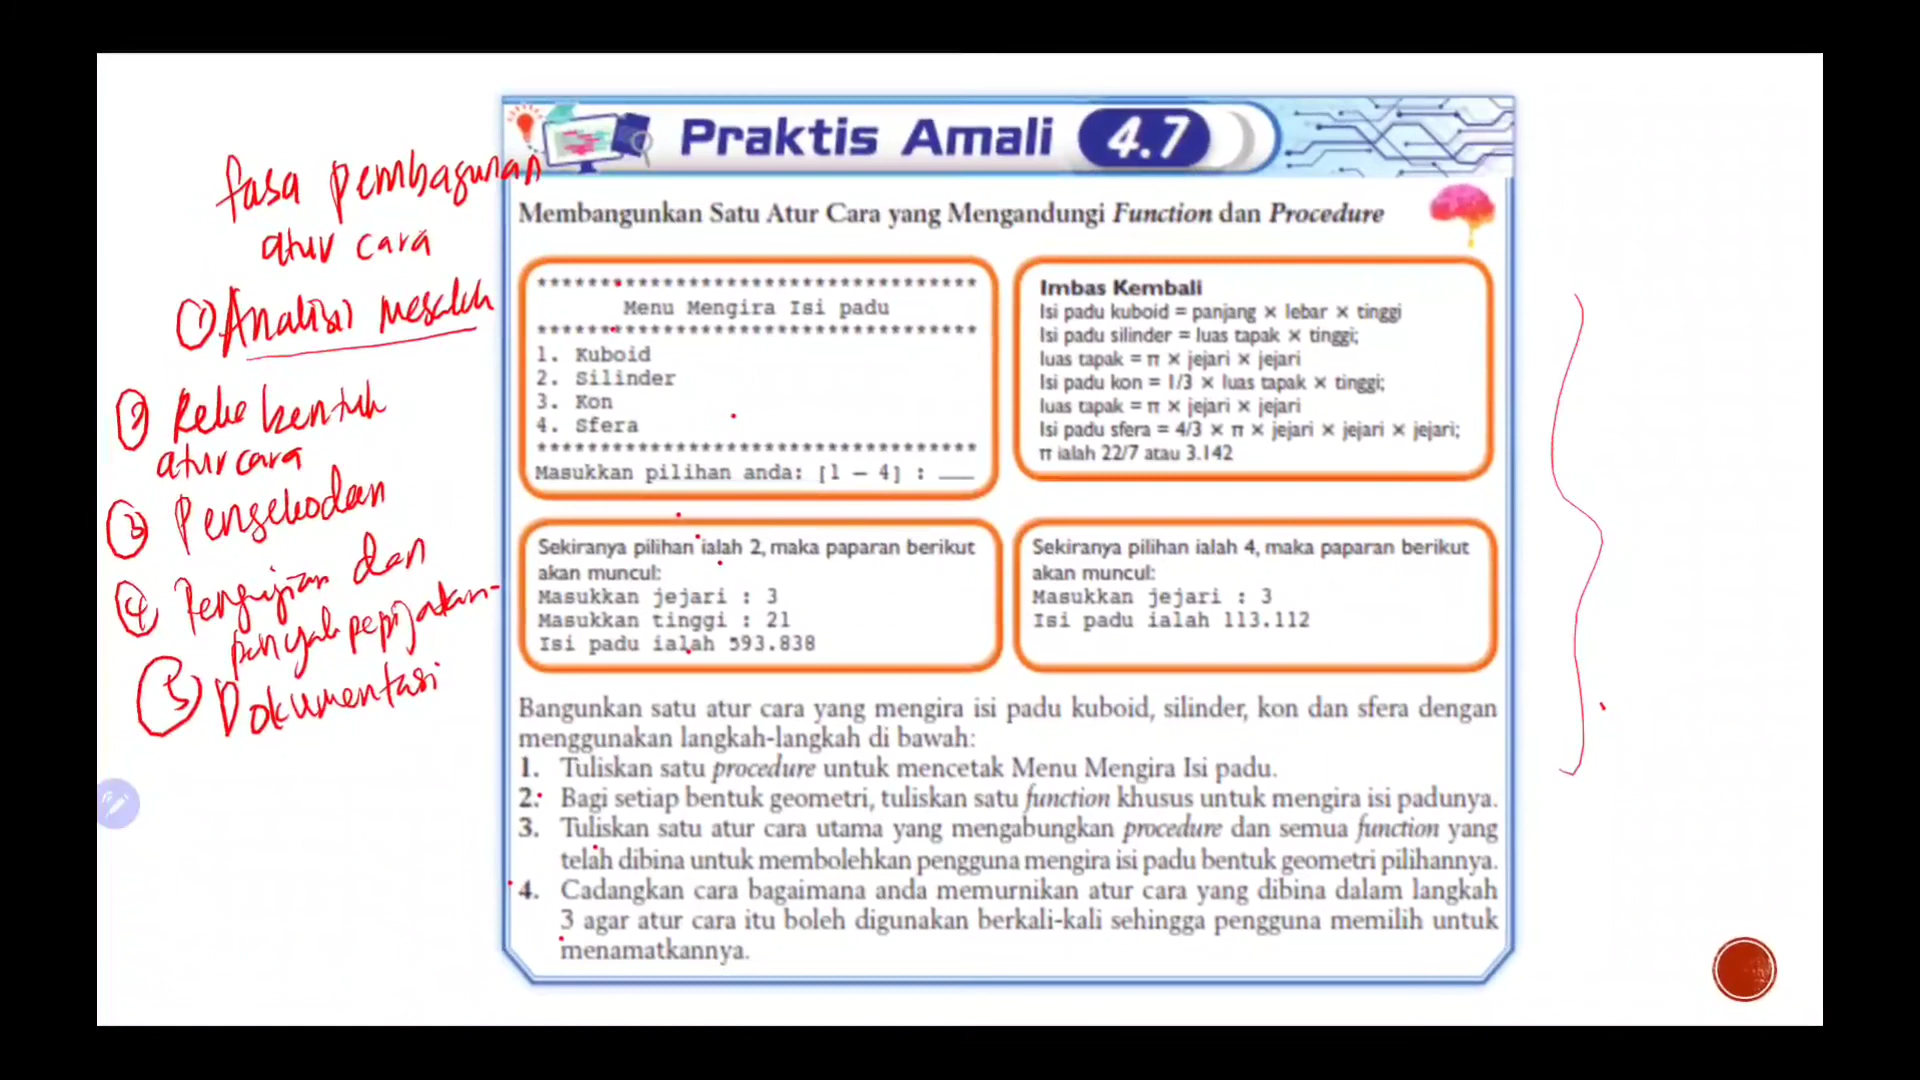 fasa pembagunan
atur cara
① Analisis masalah
② Reke bentuk
atur cara
③ Pengekodan
④ Pengujian dan
penyah pepijatan-
⑤ Dokumentasi
Praktis Amali 4.7
Membangunkan Satu Atur Cara yang Mengandungi Function dan Procedure
***********************************
Menu Mengira Isi padu
***********************************
1. Kuboid
2. Silinder
3. Kon
4. Sfera
***********************************
Masukkan pilihan anda: [1 – 4] : __
Imbas Kembali
Isi padu kuboid = panjang × lebar × tinggi
Isi padu silinder = luas tapak × tinggi;
luas tapak = π × jejari × jejari
Isi padu kon = 1/3 × luas tapak × tinggi;
luas tapak = π × jejari × jejari
Isi padu sfera = 4/3 × π × jejari × jejari × jejari;
π ialah 22/7 atau 3.142
Sekiranya pilihan ialah 2, maka paparan berikut
akan muncul:
Masukkan jejari : 3
Masukkan tinggi : 21
Isi padu ialah 593.838
Sekiranya pilihan ialah 4, maka paparan berikut
akan muncul:
Masukkan jejari : 3
Isi padu ialah 113.112
Bangunkan satu atur cara yang mengira isi padu kuboid, silinder, kon dan sfera dengan
menggunakan langkah-langkah di bawah:
1. Tuliskan satu procedure untuk mencetak Menu Mengira Isi padu.
2. Bagi setiap bentuk geometri, tuliskan satu function khusus untuk mengira isi padunya.
3. Tuliskan satu atur cara utama yang mengabungkan procedure dan semua function yang
telah dibina untuk membolehkan pengguna mengira isi padu bentuk geometri pilihannya.
4. Cadangkan cara bagaimana anda memurnikan atur cara yang dibina dalam langkah
3 agar atur cara itu boleh digunakan berkali-kali sehingga pengguna memilih untuk
menamatkannya.